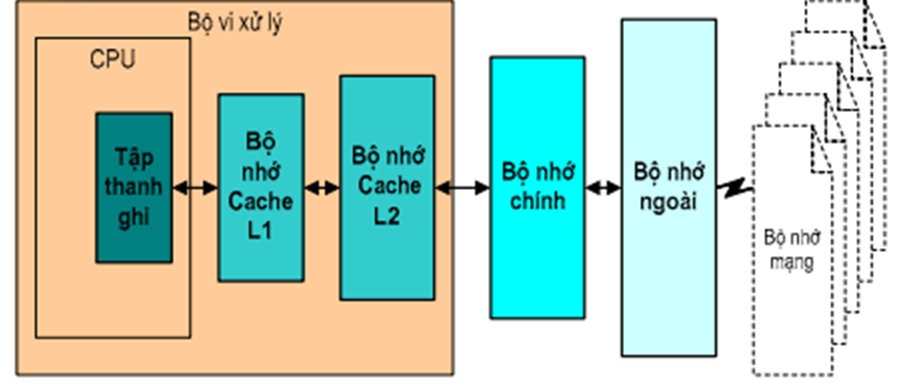 Bộ vi xử lý
CPU
Tập
thanh
ghi
Bộ
nhớ
Cache
L1
Bộ nhớ
Cache
L2
Bộ nhớ
chính
Bộ nhớ
ngoài
Bộ nhớ
mạng